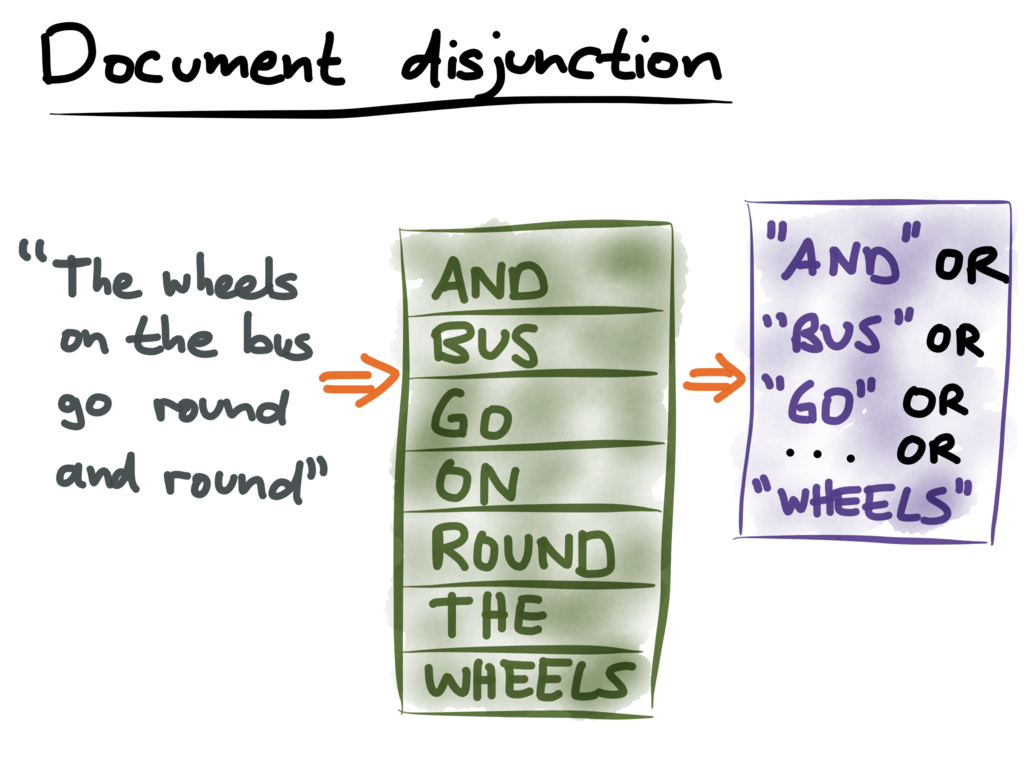 Document disjunction
“The wheels
on the bus
go round
and round”
AND
BUS
GO
ON
ROUND
THE
WHEELS
"AND" OR
"BUS" OR
"GO" OR
... OR
"WHEELS"